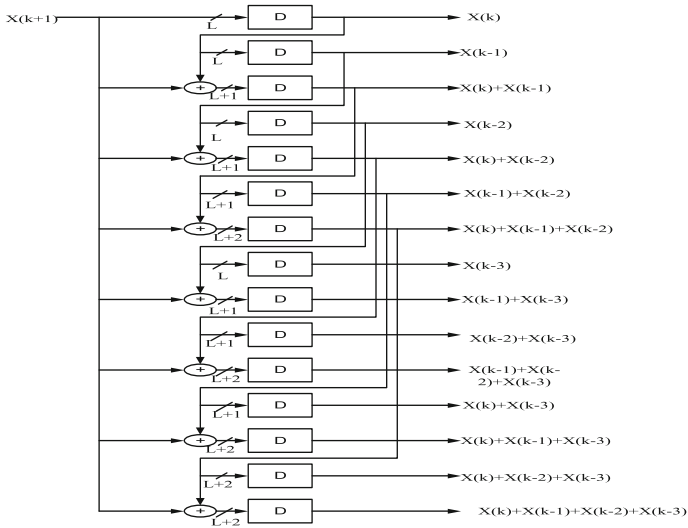 X(k+1)
L
D
X(k)
L
D
X(k-1)
+
L+1
D
X(k)+X(k-1)
L
D
X(k-2)
+
L+1
D
X(k)+X(k-2)
L+1
D
X(k-1)+X(k-2)
+
L+2
D
X(k)+X(k-1)+X(k-2)
L
D
X(k-3)
+
L+1
D
X(k-1)+X(k-3)
L+1
D
X(k-2)+X(k-3)
+
L+2
D
X(k-1)+X(k-
2)+X(k-3)
L+1
D
X(k)+X(k-3)
+
L+2
D
X(k)+X(k-1)+X(k-3)
L+2
D
X(k)+X(k-2)+X(k-3)
+
L+2
D
X(k)+X(k-1)+X(k-2)+X(k-3)